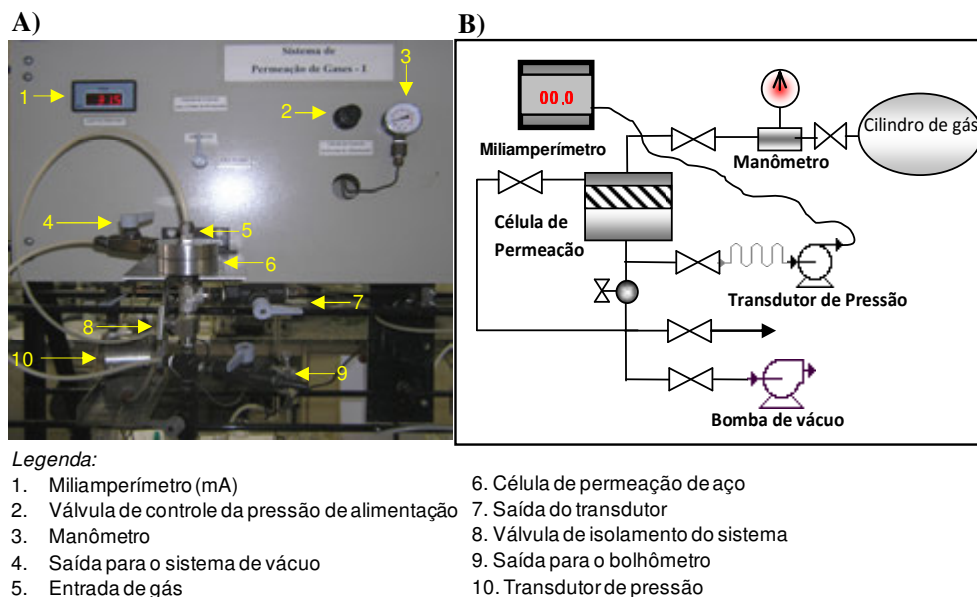 A)
Sistema de
Permeação de Gases - I
1
2
3
4
5
6
7
8
9
10
B)
00.0
Miliamperímetro
Manômetro
Cilindro de gás
Célula de
Permeação
Transdutor de Pressão
Bomba de vácuo
Legenda:
1. Miliamperímetro (mA)
2. Válvula de controle da pressão de alimentação
3. Manômetro
4. Saída para o sistema de vácuo
5. Entrada de gás
6. Célula de permeação de aço
7. Saída do transdutor
8. Válvula de isolamento do sistema
9. Saída para o bolhômetro
10. Transdutor de pressão